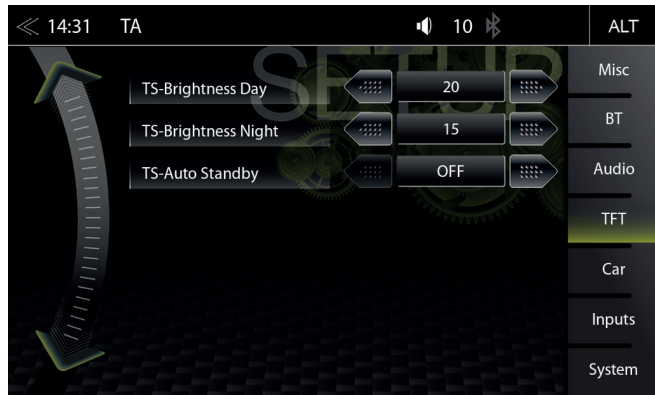 14:31 TA 10 ALT
SETUP
Misc
TS-Brightness Day 20
BT
TS-Brightness Night 15
Audio
TS-Auto Standby OFF
TFT
Car
Inputs
System